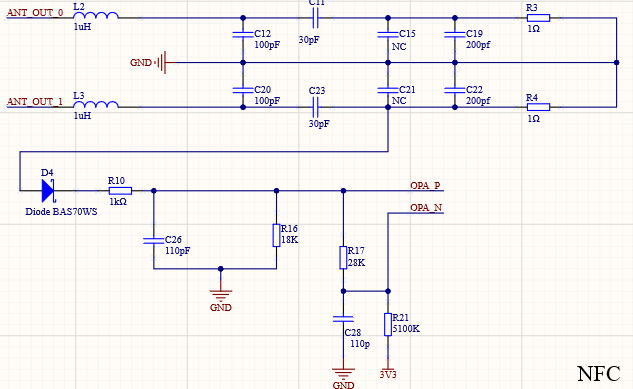 ANT_OUT_0
L2
1uH
C11
30pF
C12
100pF
C15
NC
C19
200pf
R3
1Ω
GND
ANT_OUT_1
L3
1uH
C20
100pF
C23
30pF
C21
NC
C22
200pf
R4
1Ω
D4
Diode BAS70WS
R10
1kΩ
OPA_P
OPA_N
C26
110pF
R16
18K
R17
28K
GND
C28
110p
R21
5100K
GND
3V3
NFC